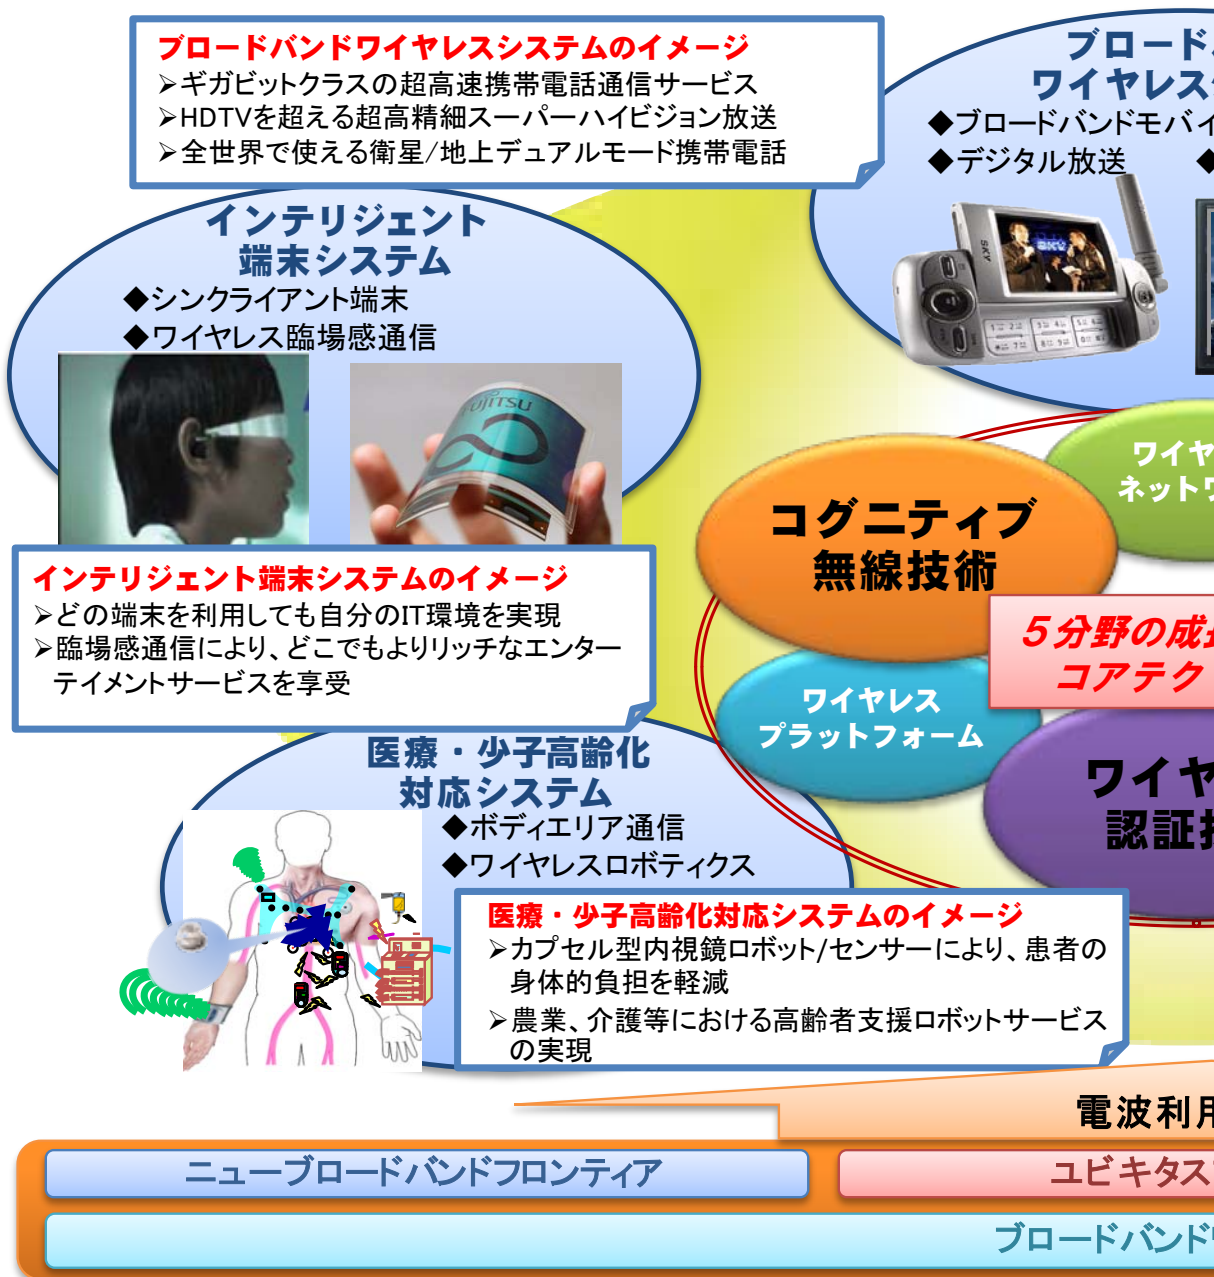 ブロードバンドワイヤレスシステムのイメージ
➢ギガビットクラスの超高速携帯電話通信サービス
➢HDTVを超える超高精細スーパーハイビジョン放送
➢全世界で使える衛星/地上デュアルモード携帯電話
ブロード
ワイヤレス
◆ブロードバンドモバイ
◆デジタル放送 ◆
SKY
SKY
インテリジェント
端末システム
◆シンクライアント端末
◆ワイヤレス臨場感通信
FUJITSU
インテリジェント端末システムのイメージ
➢どの端末を利用しても自分のIT環境を実現
➢臨場感通信により、どこでもよりリッチなエンター
テイメントサービスを享受
コグニティブ
無線技術
ワイヤ
ネットワ
5分野の成長
コアテク
ワイヤレス
プラットフォーム
ワイヤ
認証技
医療・少子高齢化
対応システム
◆ボディエリア通信
◆ワイヤレスロボティクス
医療・少子高齢化対応システムのイメージ
➢カプセル型内視鏡ロボット/センサーにより、患者の
身体的負担を軽減
➢農業、介護等における高齢者支援ロボットサービス
の実現
電波利用
ニューブロードバンドフロンティア
ユビキタス
ブロードバンド